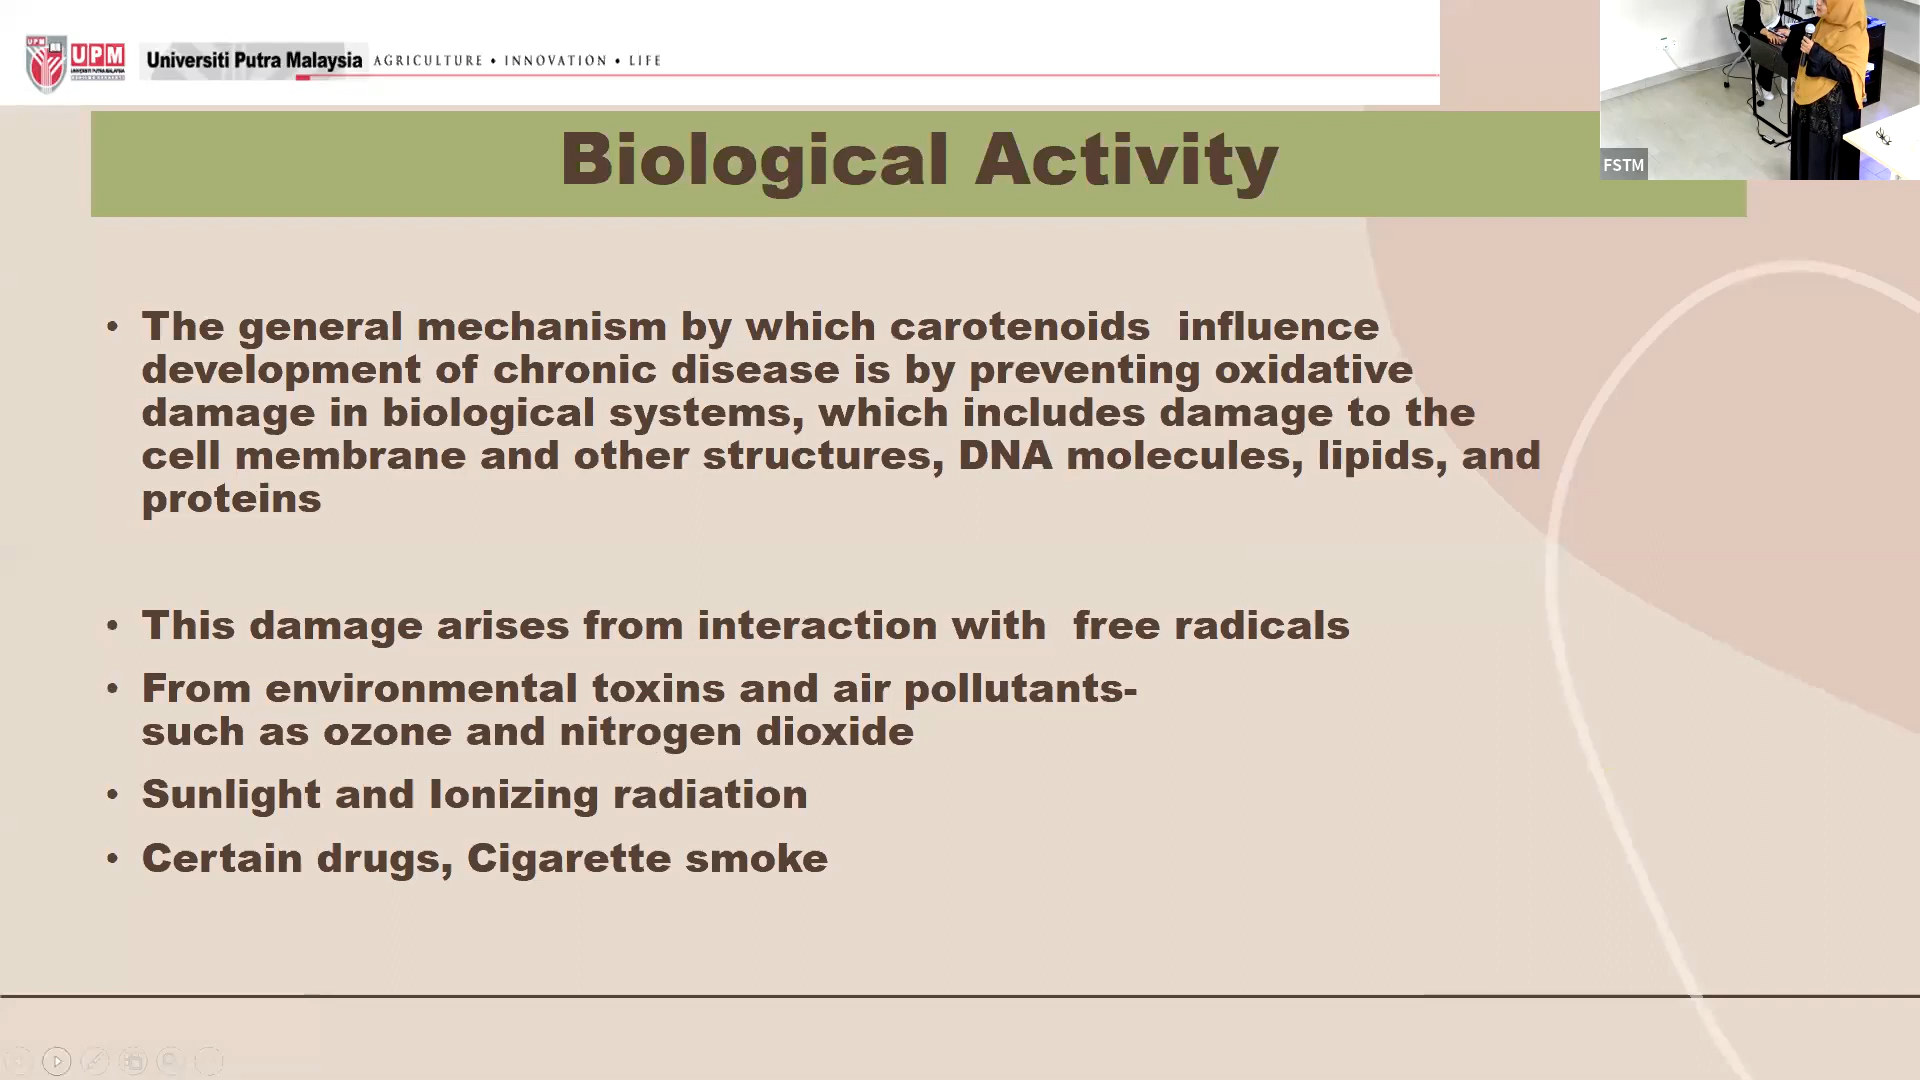 UPM
UPM
Universiti Putra Malaysia AGRICULTURE • INNOVATION • LIFE
FSTM
Biological Activity
• The general mechanism by which carotenoids influence
development of chronic disease is by preventing oxidative
damage in biological systems, which includes damage to the
cell membrane and other structures, DNA molecules, lipids, and
proteins
• This damage arises from interaction with free radicals
• From environmental toxins and air pollutants-
such as ozone and nitrogen dioxide
• Sunlight and Ionizing radiation
• Certain drugs, Cigarette smoke